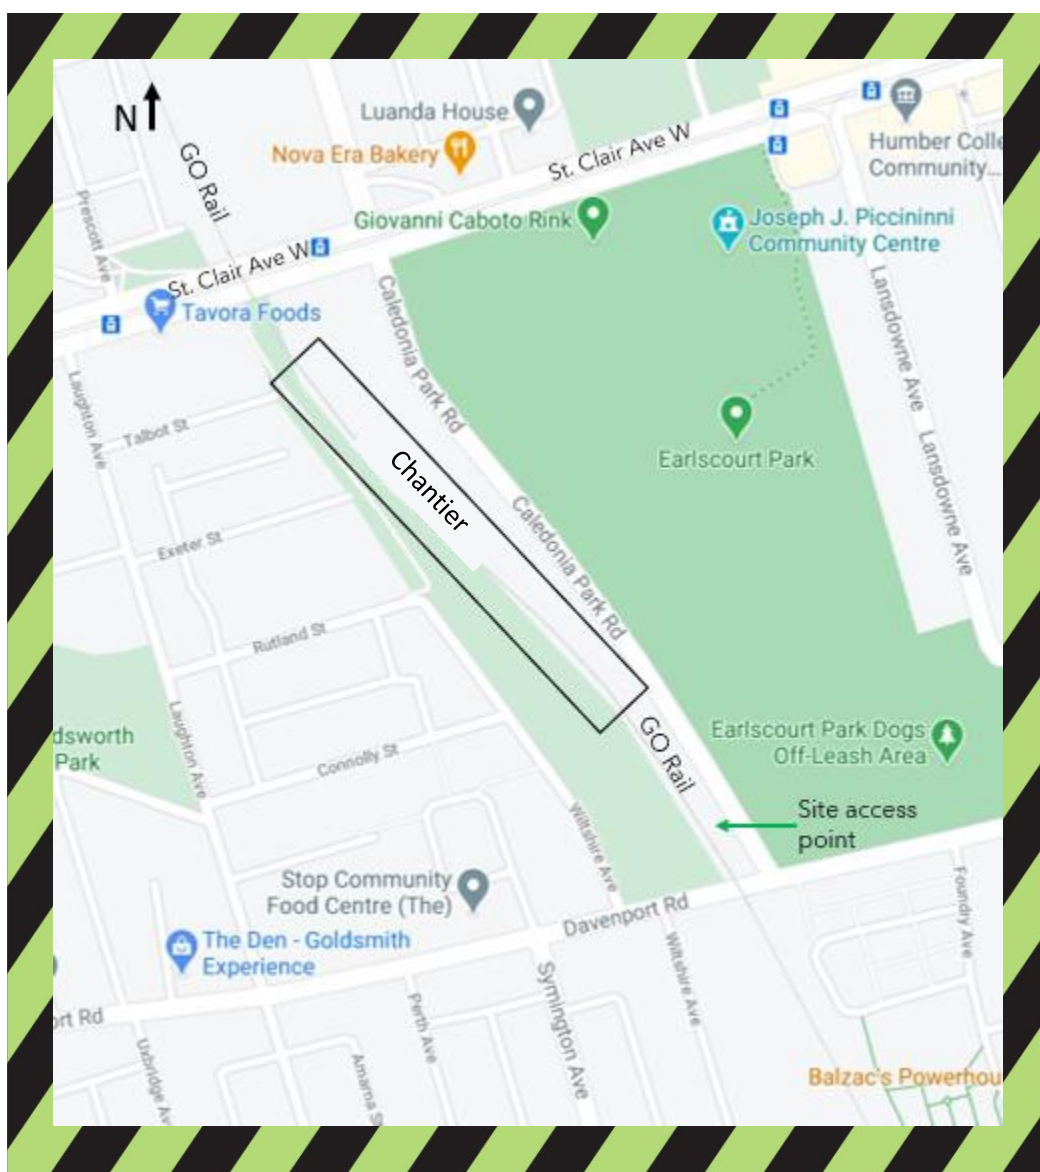 N
GO Rail
Luanda House
Nova Era Bakery
St. Clair Ave W
Humber Colle
Community...
Prescott Ave
Giovanni Caboto Rink
Joseph J. Piccininni
Community Centre
St. Clair Ave W
Tavora Foods
Caledonia Park Rd
Lansdowne Ave
Laughton Ave
Talbot St
Earlscourt Park
Lansdowne Ave
Chantier
Caledonia Park Rd
Exeter St
Rutland St
Laughton Ave
dsworth
Park
Connolly St
GO Rail
Earlscourt Park Dogs
Off-Leash Area
Site access
point
Wiltshire Ave
Stop Community
Food Centre (The)
Davenport Rd
Foundry Ave
The Den - Goldsmith
Experience
Wiltshire Ave
Symington Ave
Perth Ave
ort Rd
Uxbridge Av
Armama S
Balzac's Powerhou